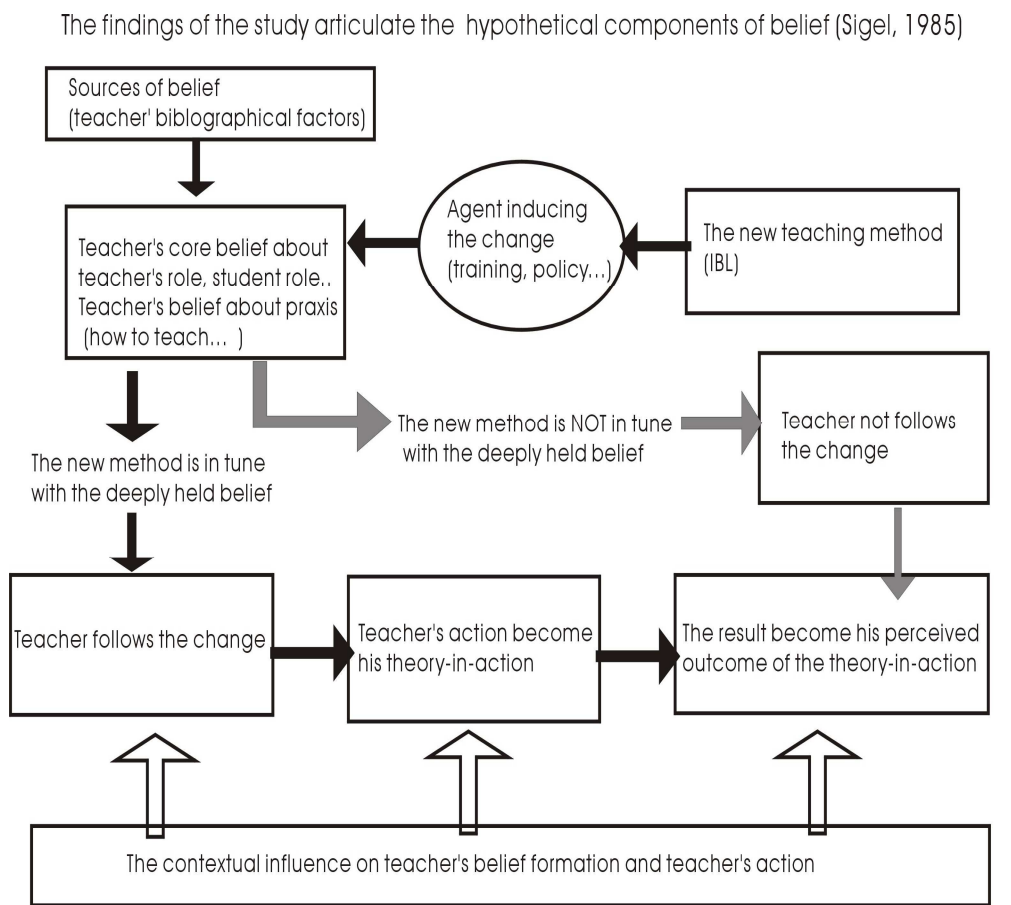 The findings of the study articulate the hypothetical components of belief (Sigel, 1985)
Sources of belief
(teacher' biblographical factors)
Teacher's core belief about
teacher's role, student role..
Teacher's belief about praxis
(how to teach... )
Agent inducing
the change
(training, policy...)
The new teaching method
(IBL)
The new method is in tune
with the deeply held belief
The new method is NOT in tune
with the deeply held belief
Teacher not follows
the change
Teacher follows the change
Teacher's action become
his theory-in-action
The result become his perceived
outcome of the theory-in-action
The contextual influence on teacher's belief formation and teacher's action